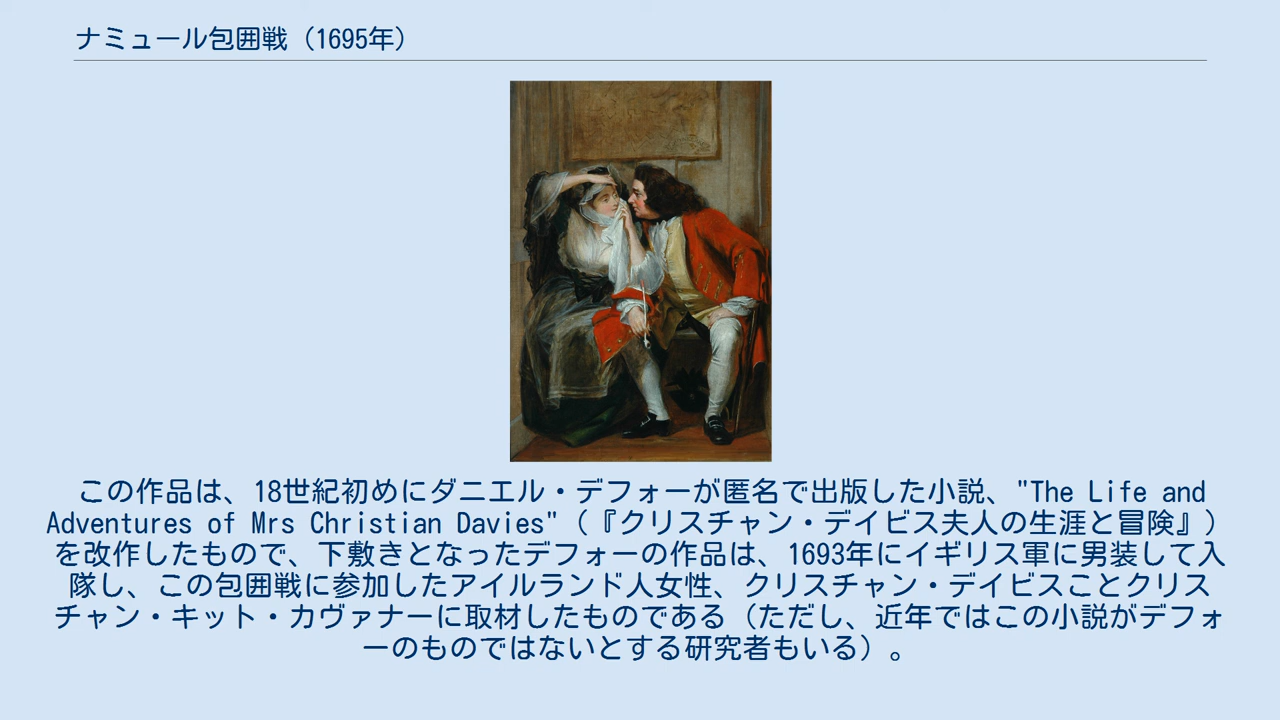 ナミュール包囲戦（1695年）
この作品は、18世紀初めにダニエル・デフォーが匿名で出版した小説、"The Life and
Adventures of Mrs Christian Davies"（『クリスチャン・デイビス夫人の生涯と冒険』）
を改作したもので、下敷きとなったデフォーの作品は、1693年にイギリス軍に男装して入
隊し、この包囲戦に参加したアイルランド人女性、クリスチャン・デイビスことクリス
チャン・キット・カヴァナーに取材したものである（ただし、近年ではこの小説がデフォ
ーのものではないとする研究者もいる）。